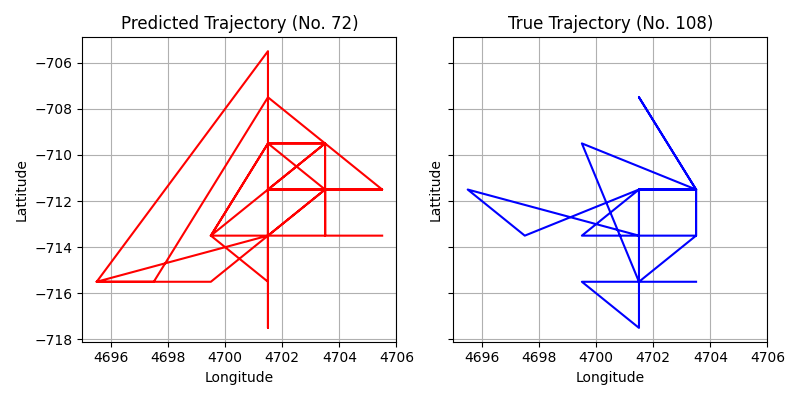 Predicted Trajectory (No. 72)
True Trajectory (No. 108)
−706
−708
−710
−712
−714
−716
−718
Lattitude
Lattitude
4696 4698 4700 4702 4704 4706
4696 4698 4700 4702 4704 4706
Longitude
Longitude